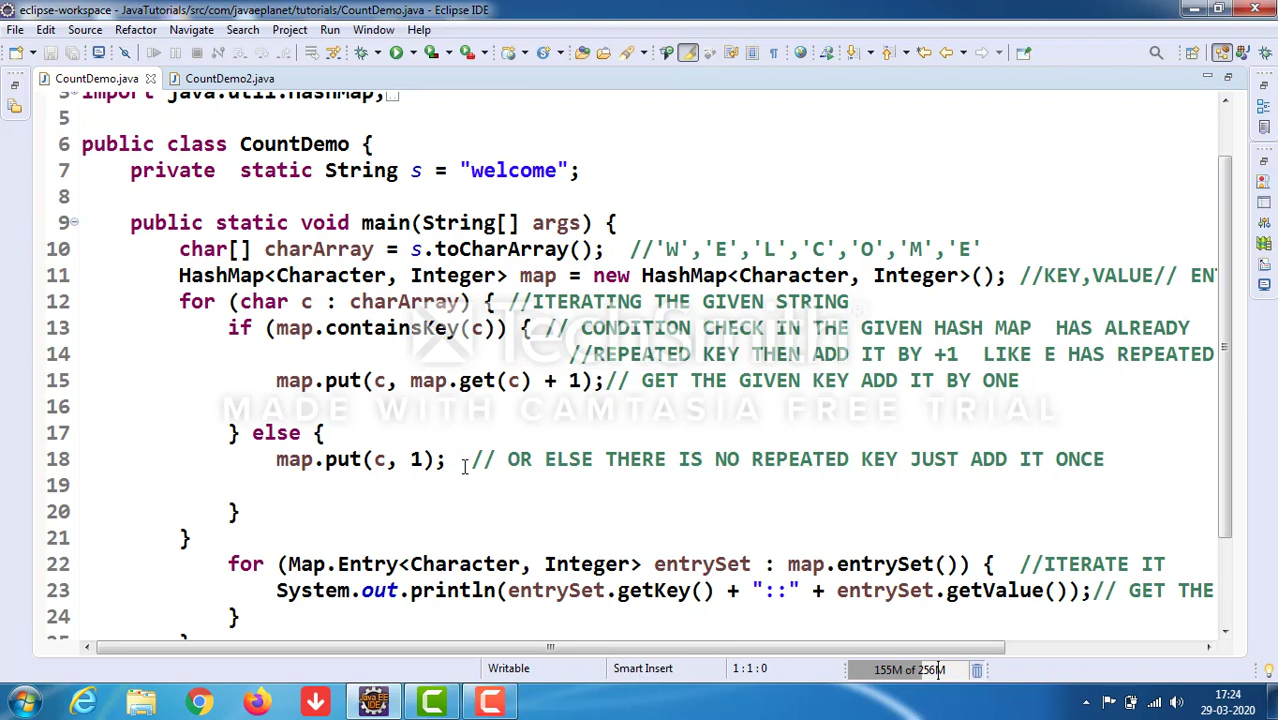 eclipse-workspace - JavaTutorials/src/com/javaeplanet/tutorials/CountDemo.java - Eclipse IDE
File Edit Source Refactor Navigate Search Project Run Window Help
CountDemo.java CountDemo2.java
import java.util.HashMap;
5
6 public class CountDemo {
7 private static String s = "welcome";
8
9 public static void main(String[] args) {
10 char[] charArray = s.toCharArray(); //'W','E','L','C','O','M','E'
11 HashMap<Character, Integer> map = new HashMap<Character, Integer>(); //KEY,VALUE// ENT
12 for (char c : charArray) { //ITERATING THE GIVEN STRING
13 if (map.containsKey(c)) { // CONDITION CHECK IN THE GIVEN HASH MAP HAS ALREADY
14 //REPEATED KEY THEN ADD IT BY +1 LIKE E HAS REPEATED
15 map.put(c, map.get(c) + 1);// GET THE GIVEN KEY ADD IT BY ONE
16
17 } else {
18 map.put(c, 1); // OR ELSE THERE IS NO REPEATED KEY JUST ADD IT ONCE
19
20 }
21 }
22 for (Map.Entry<Character, Integer> entrySet : map.entrySet()) { //ITERATE IT
23 System.out.println(entrySet.getKey() + "::" + entrySet.getValue());// GET THE
24 }
TechSmith
MADE WITH CAMTASIA FREE TRIAL
Writable Smart Insert 1:1:0 155M of 256M
17:24
29-03-2020